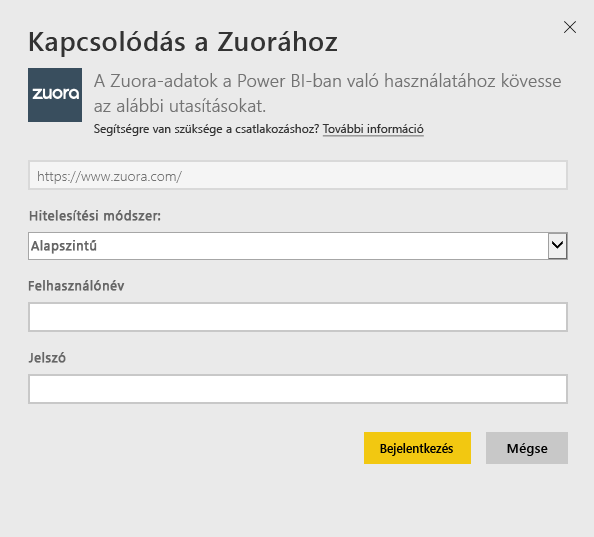 Kapcsolódás a Zuorához
zuora
A Zuora-adatok a Power BI-ban való használatához kövesse
az alábbi utasításokat.
Segítségre van szüksége a csatlakozáshoz? További információ
https://www.zuora.com/
Hitelesítési módszer:
Alapszintű
Felhasználónév
Jelszó
Bejelentkezés
Mégse